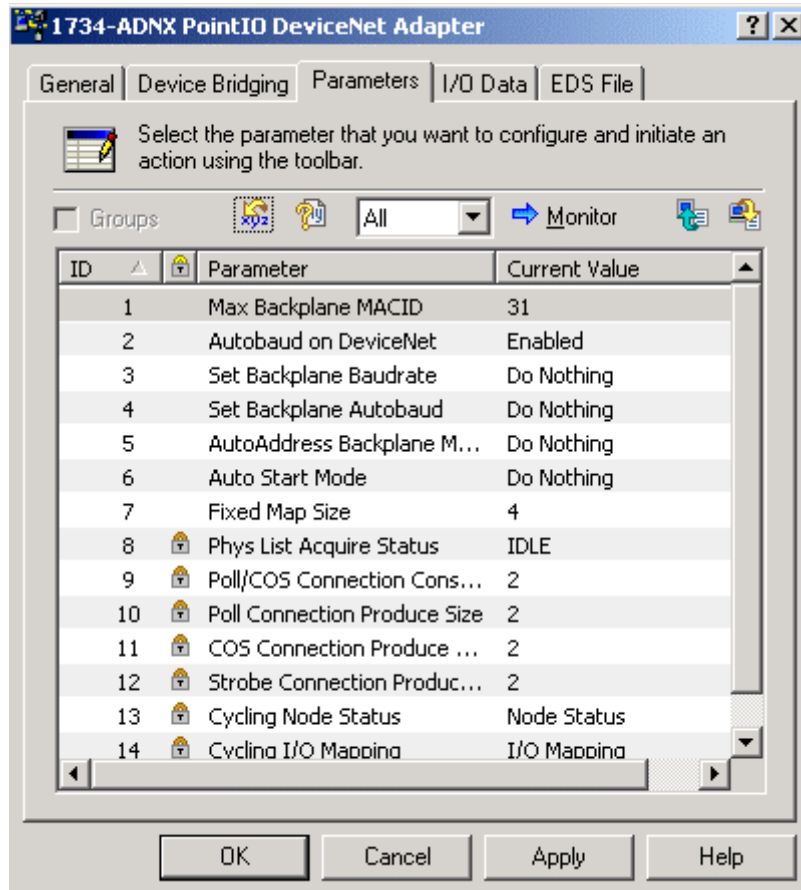 1734-ADNX PointIO DeviceNet Adapter
General Device Bridging Parameters I/O Data EDS File
Select the parameter that you want to configure and initiate an
action using the toolbar.
Groups xyz All Monitor
ID Parameter Current Value
1 Max Backplane MACID 31
2 Autobaud on DeviceNet Enabled
3 Set Backplane Baudrate Do Nothing
4 Set Backplane Autobaud Do Nothing
5 AutoAddress Backplane M... Do Nothing
6 Auto Start Mode Do Nothing
7 Fixed Map Size 4
8 Phys List Acquire Status IDLE
9 Poll/COS Connection Cons... 2
10 Poll Connection Produce Size 2
11 COS Connection Produce ... 2
12 Strobe Connection Produc... 2
13 Cycling Node Status Node Status
14 Cycling I/O Mapping I/O Mapping
OK Cancel Apply Help